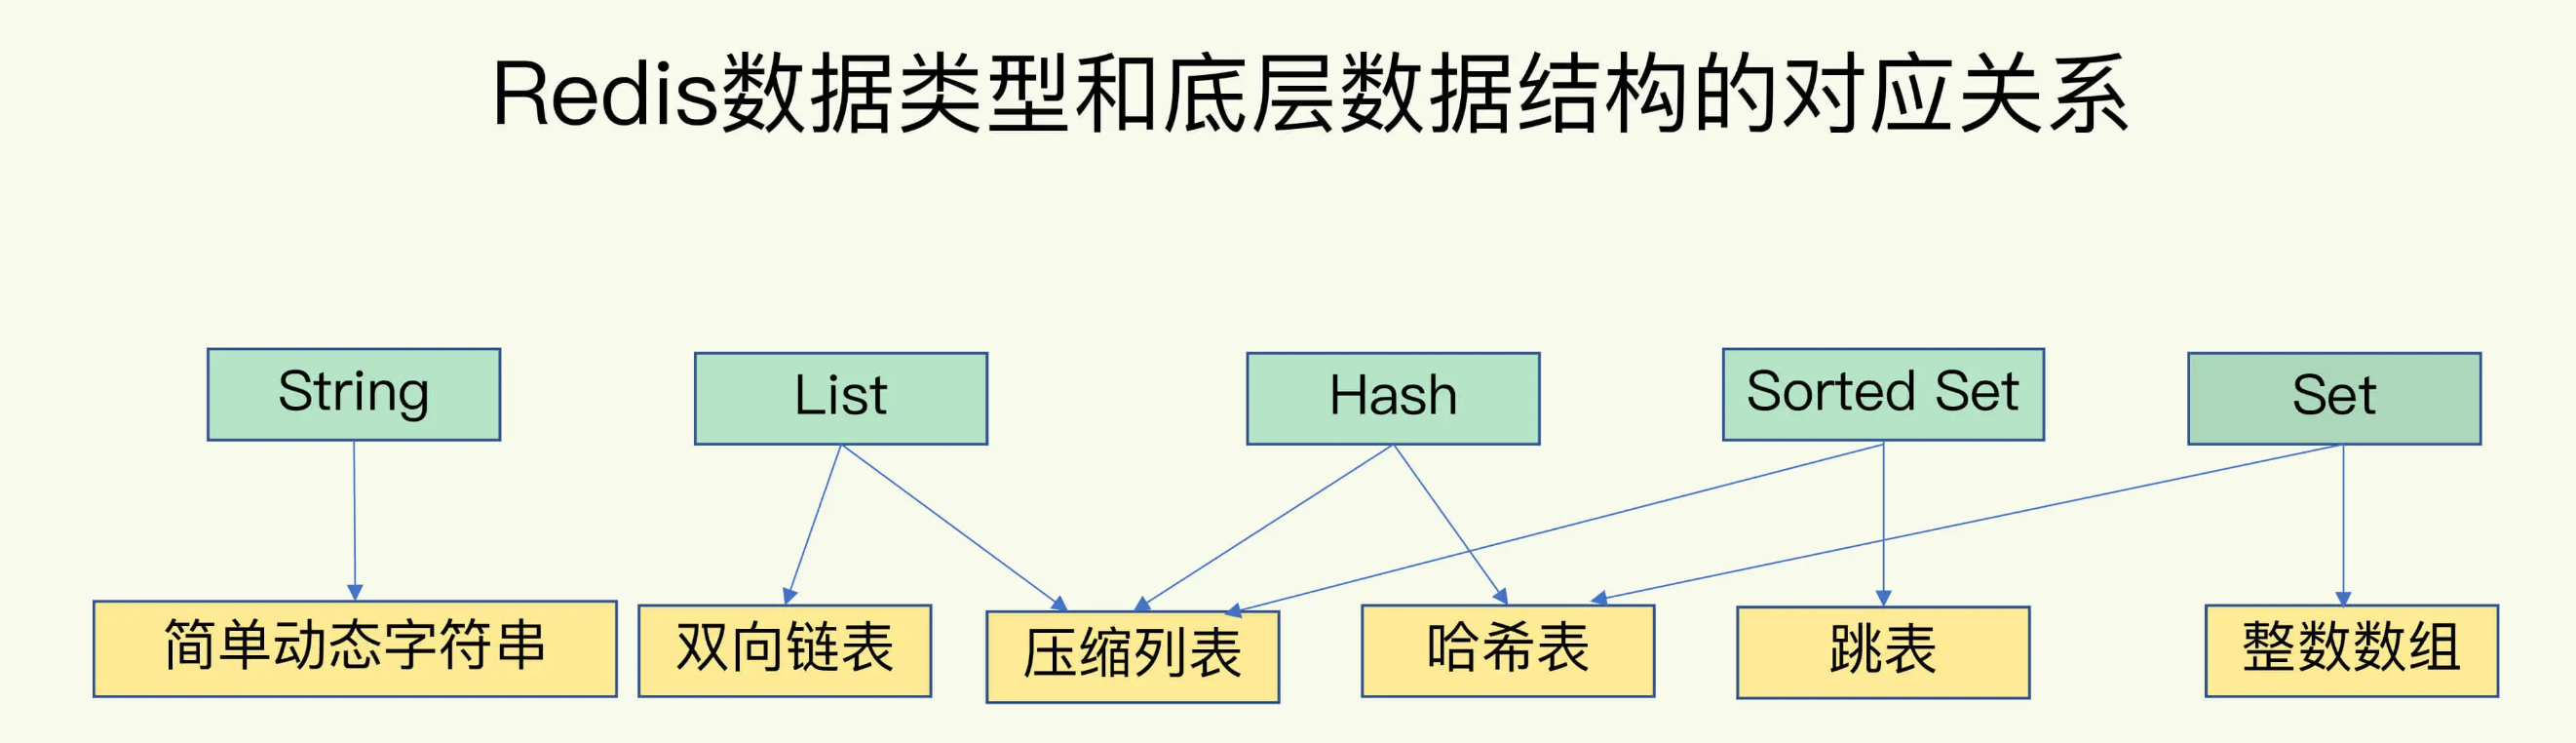 Redis数据类型和底层数据结构的对应关系
String
List
Hash
Sorted Set
Set
简单动态字符串
双向链表
压缩列表
哈希表
跳表
整数数组